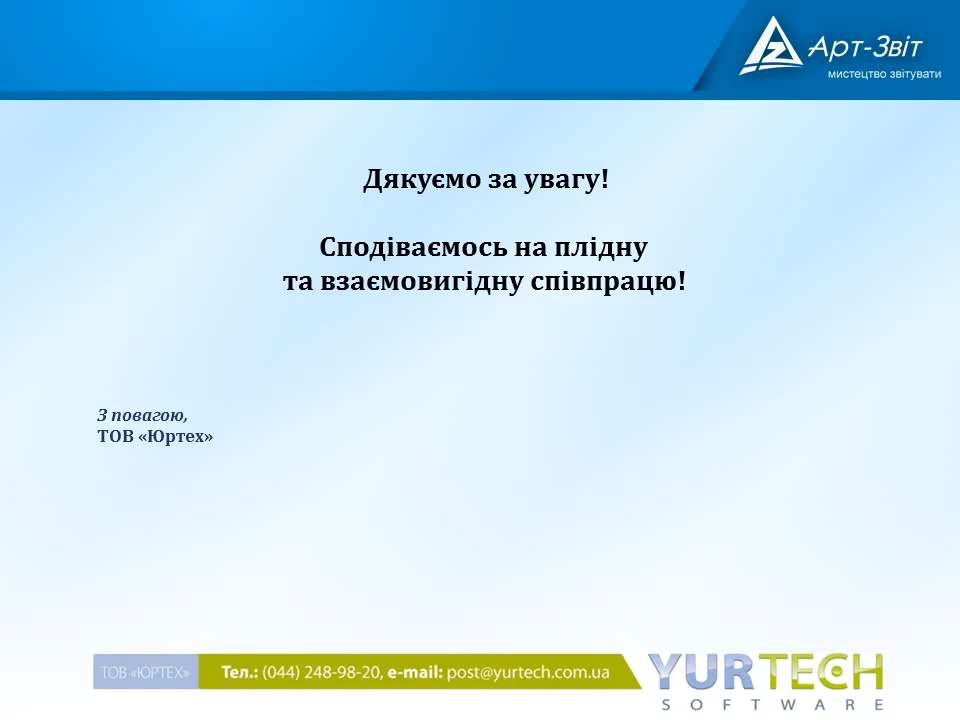 Арт-Звіт
мистецтво звітувати
Дякуємо за увагу!
Сподіваємось на плідну
та взаємовигідну співпрацю!
З повагою,
ТОВ «Юртех»
ТОВ «ЮРТЕХ» Тел.: (044) 248-98-20, e-mail: post@yurtech.com.ua
YURTECH
SOFTWARE